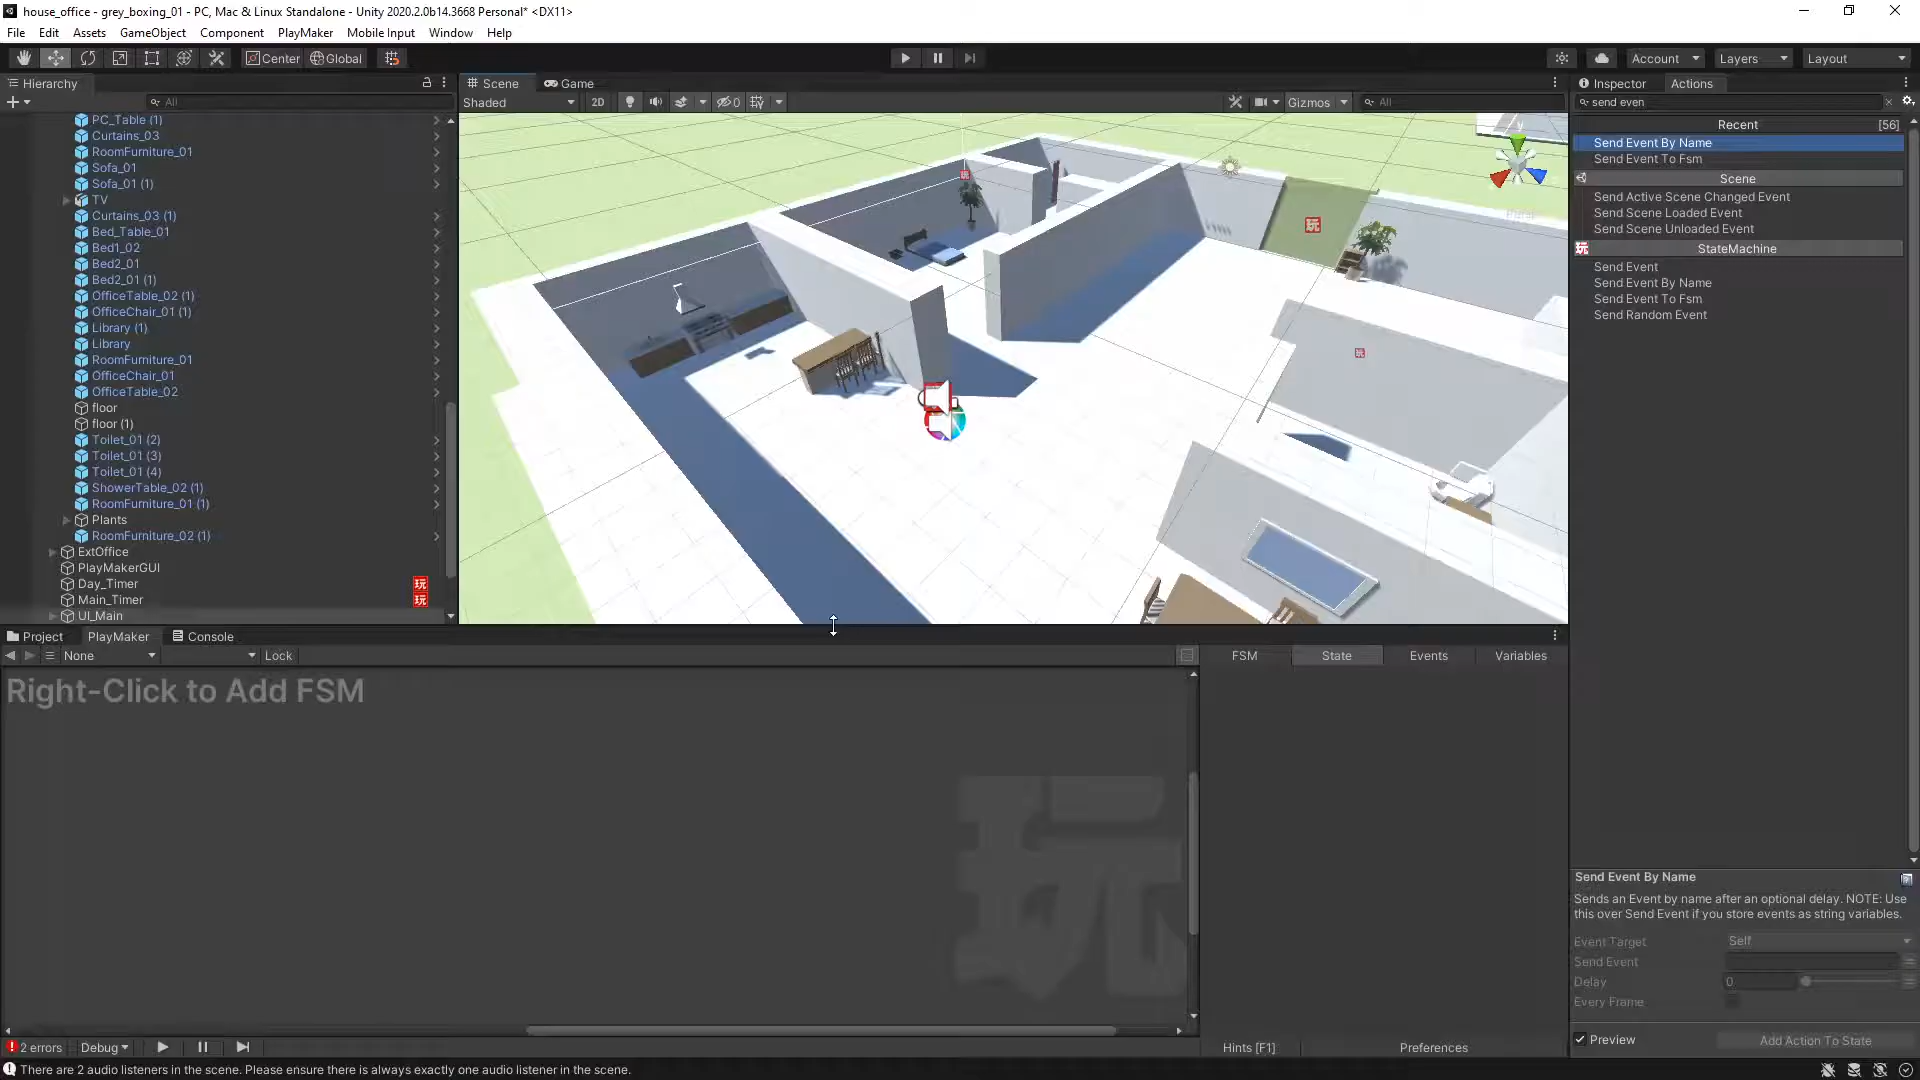 house_office - grey_boxing_01 - PC, Mac & Linux Standalone - Unity 2020.2.0b14.3668 Personal* <DX11>
File Edit Assets GameObject Component PlayMaker Mobile Input Window Help
Center Global Account Layers Layout
Hierarchy
All
PC_Table (1)
Curtains_03
RoomFurniture_01
Sofa_01
Sofa_01 (1)
TV
Curtains_03 (1)
Bed_Table_01
Bed1_02
Bed2_01
Bed2_01 (1)
OfficeTable_02 (1)
OfficeChair_01 (1)
Library (1)
Library
RoomFurniture_01
OfficeChair_01
OfficeTable_02
floor
floor (1)
Toilet_01 (2)
Toilet_01 (3)
Toilet_01 (4)
ShowerTable_02 (1)
RoomFurniture_01 (1)
Plants
RoomFurniture_02 (1)
ExtOffice
PlayMakerGUI
Day_Timer 玩
Main_Timer 玩
UI_Main
Scene Game
Shaded 2D 0 Gizmos All
玩
玩
玩
Inspector Actions
send even
Recent [56]
Send Event By Name
Send Event To Fsm
Scene
Send Active Scene Changed Event
Send Scene Loaded Event
Send Scene Unloaded Event
玩 StateMachine
Send Event
Send Event By Name
Send Event To Fsm
Send Random Event
Project PlayMaker Console
None Lock
FSM State Events Variables
Right-Click to Add FSM
玩
Send Event By Name
Sends an Event by name after an optional delay. NOTE: Use
this over Send Event if you store events as string variables.
Event Target Self
Send Event
Delay 0
Every Frame
Preview Add Action To State
2 errors Debug Hints [F1] Preferences
There are 2 audio listeners in the scene. Please ensure there is always exactly one audio listener in the scene.